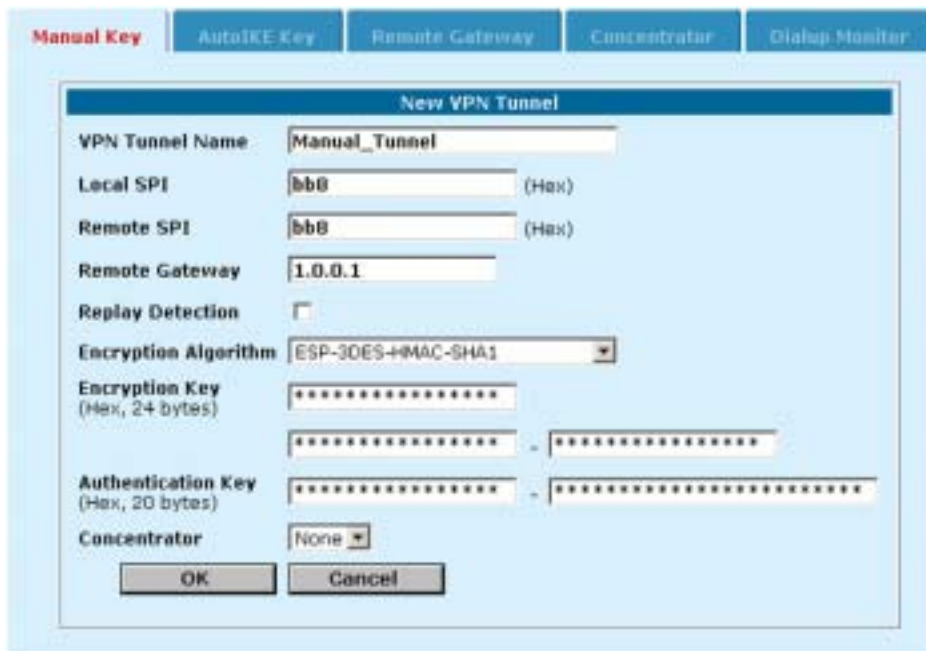 Manual Key AutoIKE Key Remote Gateway Concentrator Dialup Monitor
New VPN Tunnel
VPN Tunnel Name Manual_Tunnel
Local SPI bb8 (Hex)
Remote SPI bb8 (Hex)
Remote Gateway 1.0.0.1
Replay Detection
Encryption Algorithm ESP-3DES-HMAC-SHA1
Encryption Key ****************
(Hex, 24 bytes)
**************** - ****************
Authentication Key **************** - ************************
(Hex, 20 bytes)
Concentrator None
OK Cancel